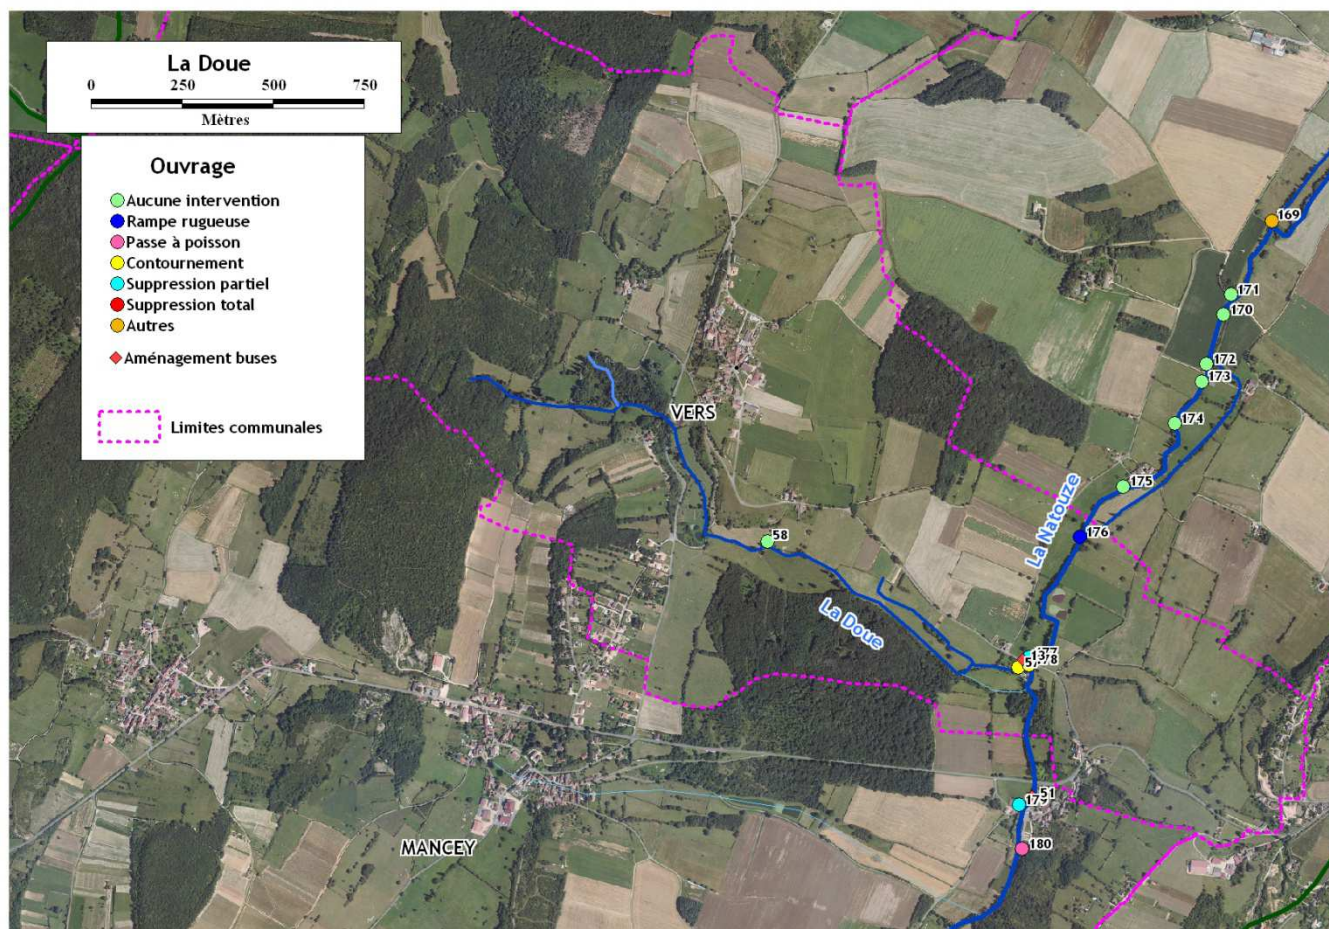 La Doue
0 250 500 750
Mètres
Ouvrage
Aucune intervention
Rampe rugueuse
Passe à poisson
Contournement
Suppression partiel
Suppression total
Autres
Aménagement buses
Limites communales
169
171
170
172
173
174
175
176
La Natouze
VERS
58
La Doue
177
51
179
180
MANCEY